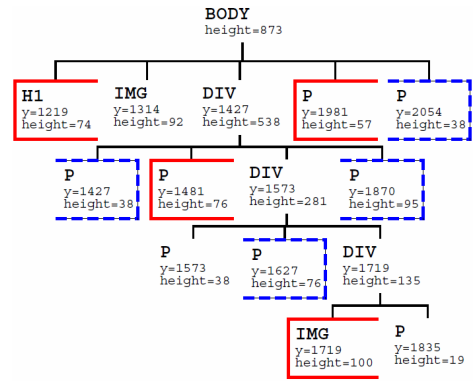 BODY
height=873
H1
y=1219
height=74
IMG
y=1314
height=92
DIV
y=1427
height=538
P
y=1981
height=57
P
y=2054
height=38
P
y=1427
height=38
P
y=1481
height=76
DIV
y=1573
height=281
P
y=1870
height=95
P
y=1573
height=38
P
y=1627
height=76
DIV
y=1719
height=135
IMG
y=1719
height=100
P
y=1835
height=19